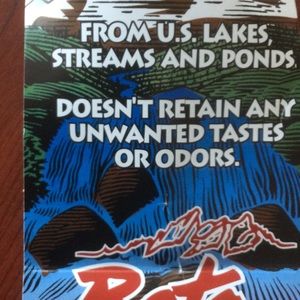 FROM U.S. LAKES,
STREAMS AND PONDS
DOESN'T RETAIN ANY
UNWANTED TASTES
OR ODORS.